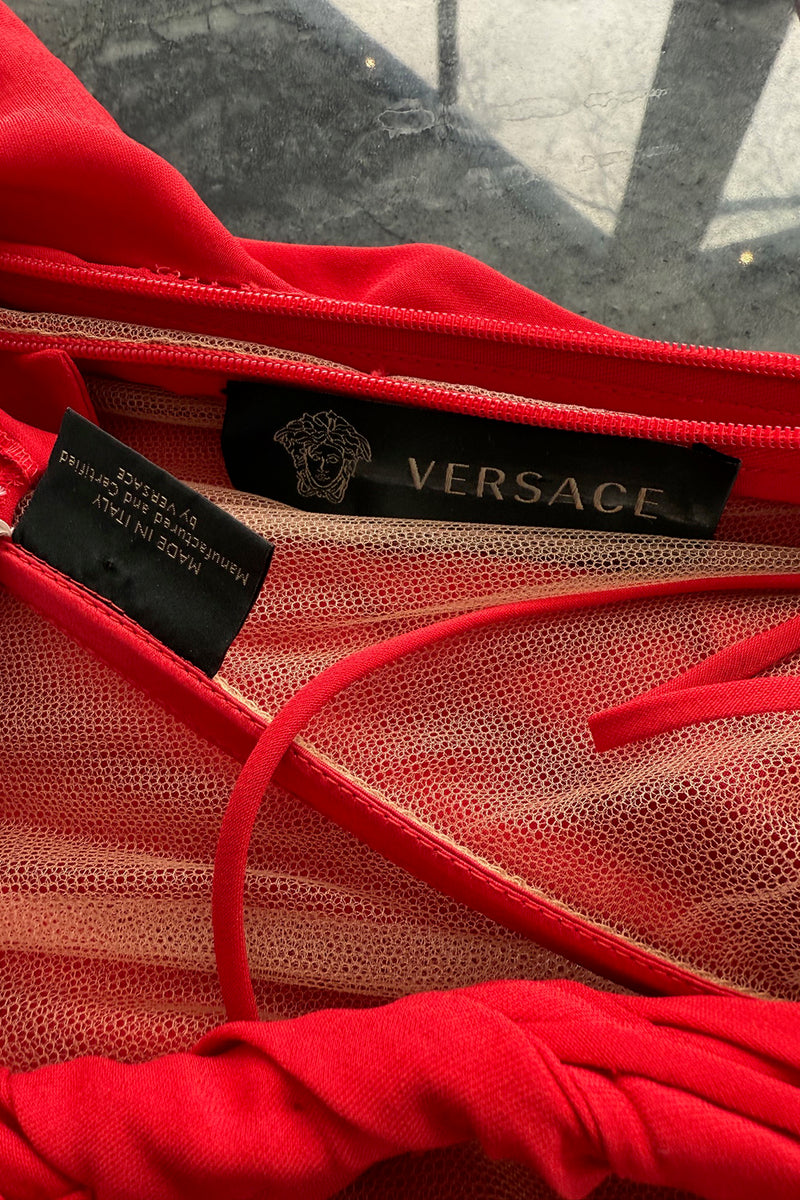 VERSACE
MADE IN ITALY
Manufactured and Certified
by VERSACE